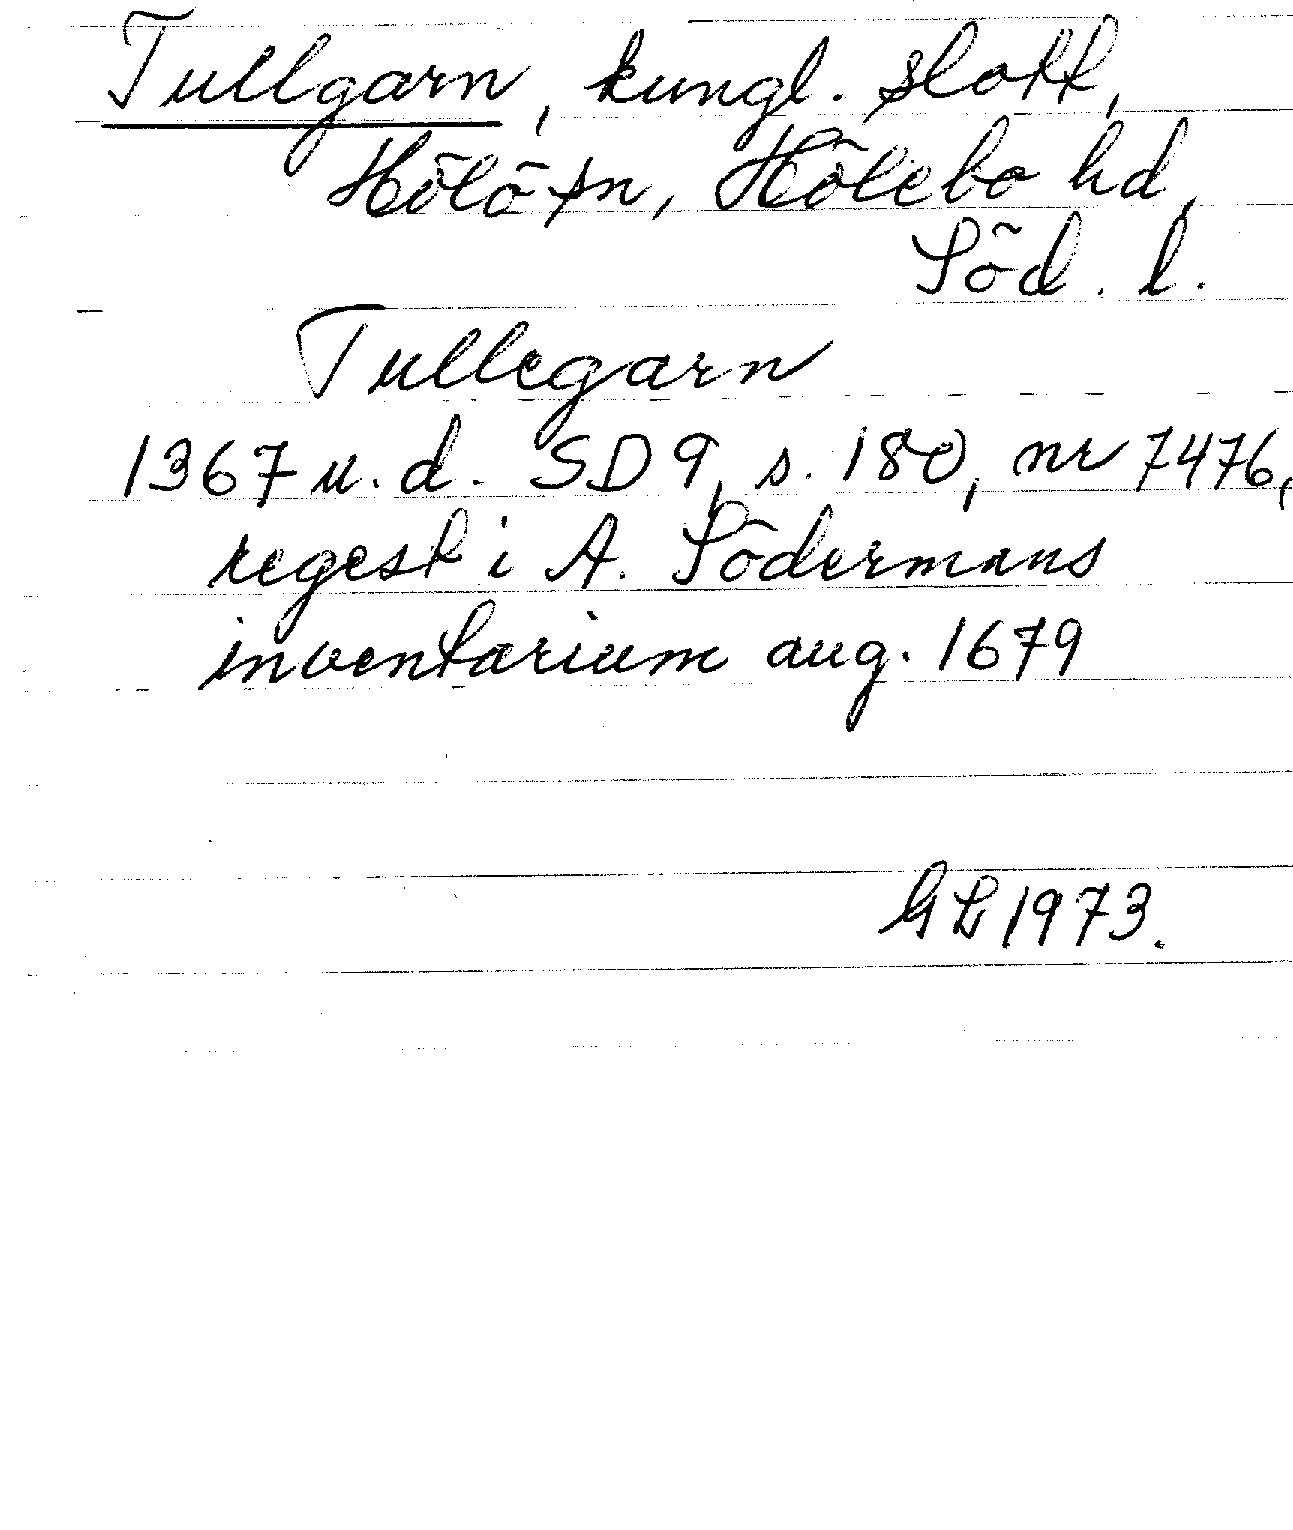 Tullgarn, kungl. slott,
Hölö sn, Hölebo hd,
Söd. l.
Tullegarn
1367 u. d. SD 9, s. 180, nr 7476,
regest i A. Södermans
inventarium aug. 1679
GL 1973.